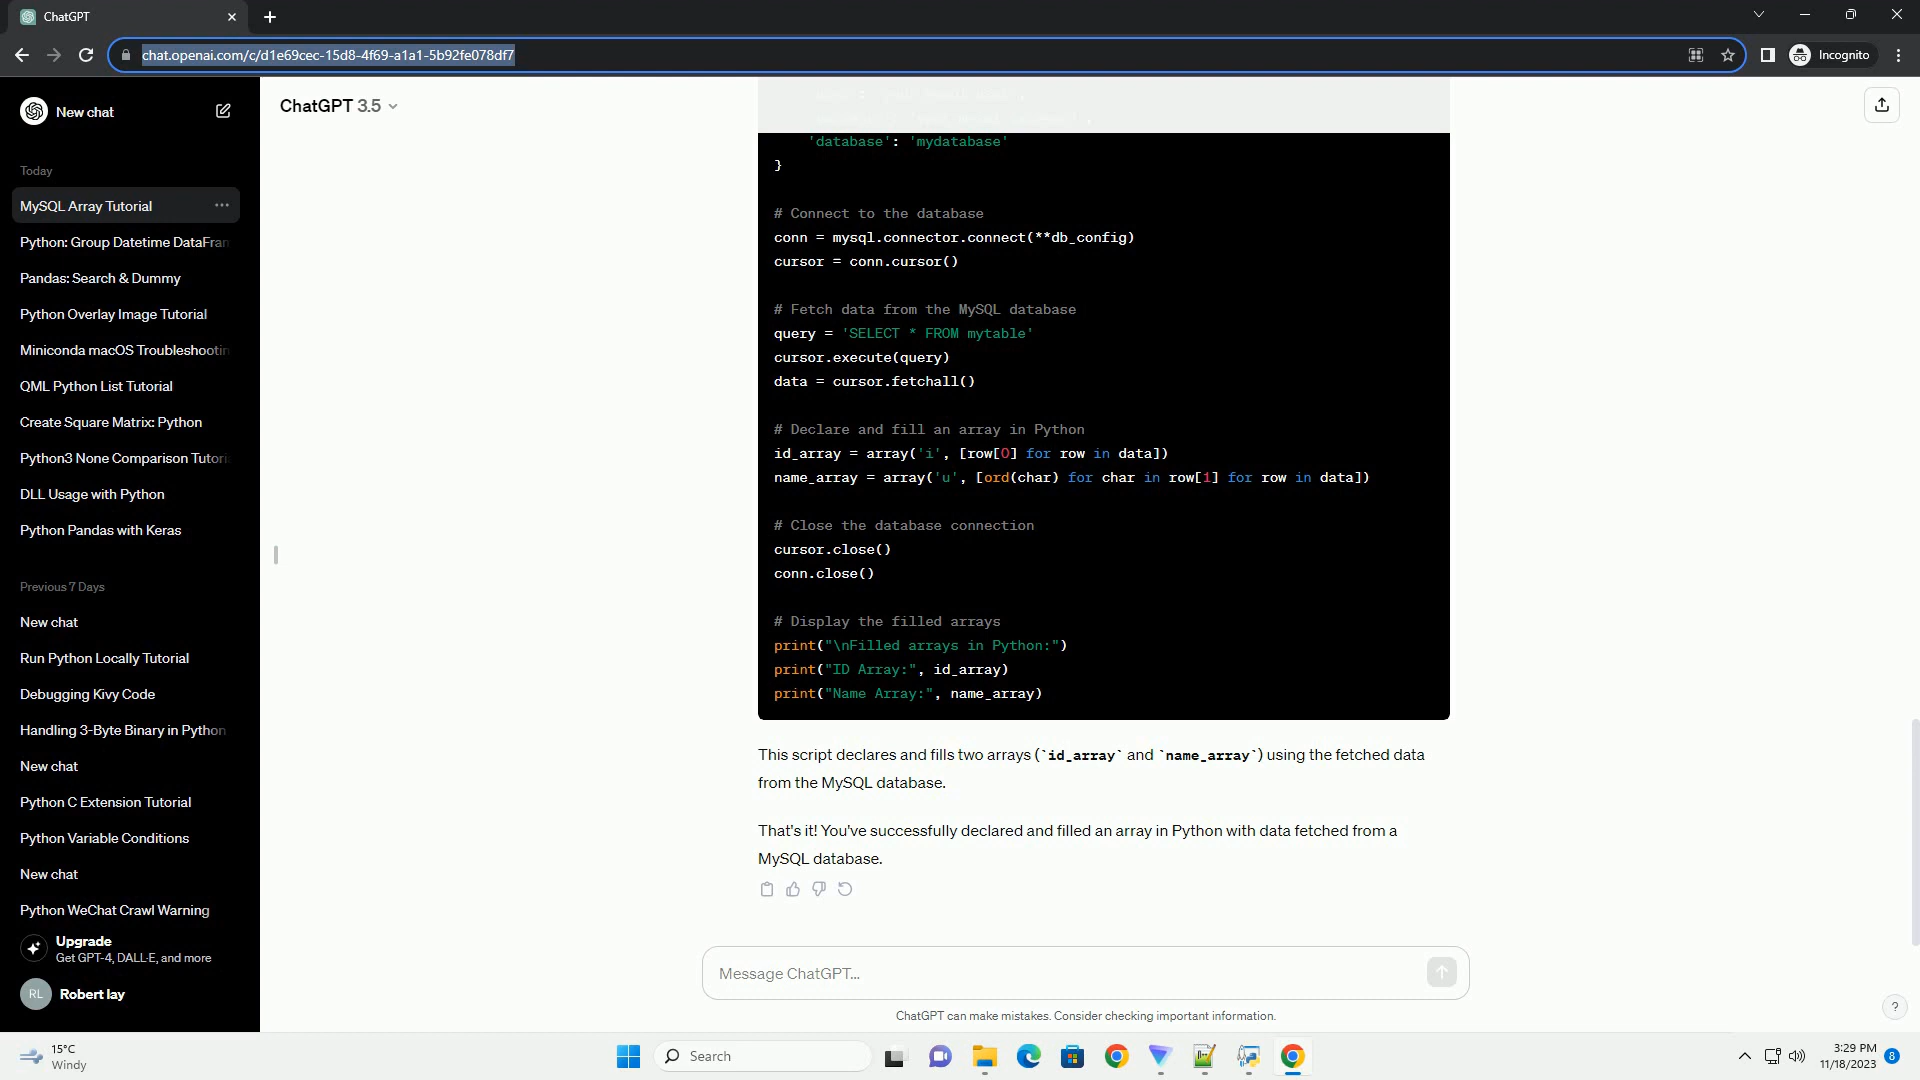 ChatGPT
chat.openai.com/c/d1e69cec-15d8-4f69-a1a1-5b92fe078df7
Incognito
New chat
ChatGPT 3.5
Today
MySQL Array Tutorial
Python: Group Datetime DataFram
Pandas: Search & Dummy
Python Overlay Image Tutorial
Miniconda macOS Troubleshootin
QML Python List Tutorial
Create Square Matrix: Python
Python3 None Comparison Tutori
DLL Usage with Python
Python Pandas with Keras
Previous 7 Days
New chat
Run Python Locally Tutorial
Debugging Kivy Code
Handling 3-Byte Binary in Python
New chat
Python C Extension Tutorial
Python Variable Conditions
New chat
Python WeChat Crawl Warning
Upgrade
Get GPT-4, DALL·E, and more
RL
Robert lay
'database': 'mydatabase'
}
# Connect to the database
conn = mysql.connector.connect(**db_config)
cursor = conn.cursor()
# Fetch data from the MySQL database
query = 'SELECT * FROM mytable'
cursor.execute(query)
data = cursor.fetchall()
# Declare and fill an array in Python
id_array = array('i', [row[0] for row in data])
name_array = array('u', [ord(char) for char in row[1] for row in data])
# Close the database connection
cursor.close()
conn.close()
# Display the filled arrays
print("\nFilled arrays in Python:")
print("ID Array:", id_array)
print("Name Array:", name_array)
This script declares and fills two arrays (`id_array` and `name_array`) using the fetched data
from the MySQL database.
That's it! You've successfully declared and filled an array in Python with data fetched from a
MySQL database.
Message ChatGPT...
ChatGPT can make mistakes. Consider checking important information.
?
15°C
Windy
Search
3:29 PM
11/18/2023
8